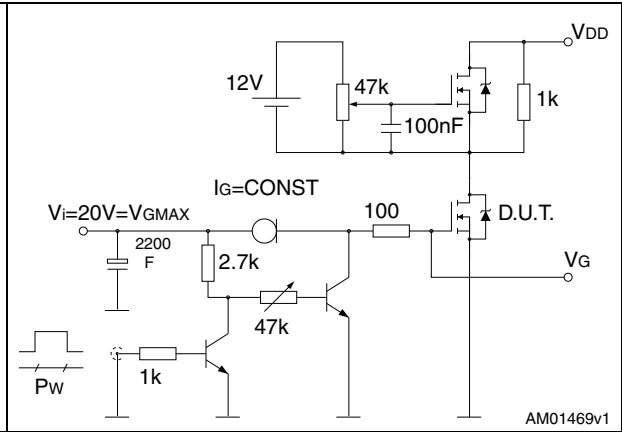 VDD
12V
47k
1k
100nF
IG=CONST
Vi=20V=VGMAX
100
D.U.T.
2200
F
2.7k
VG
47k
1k
PW
AM01469v1